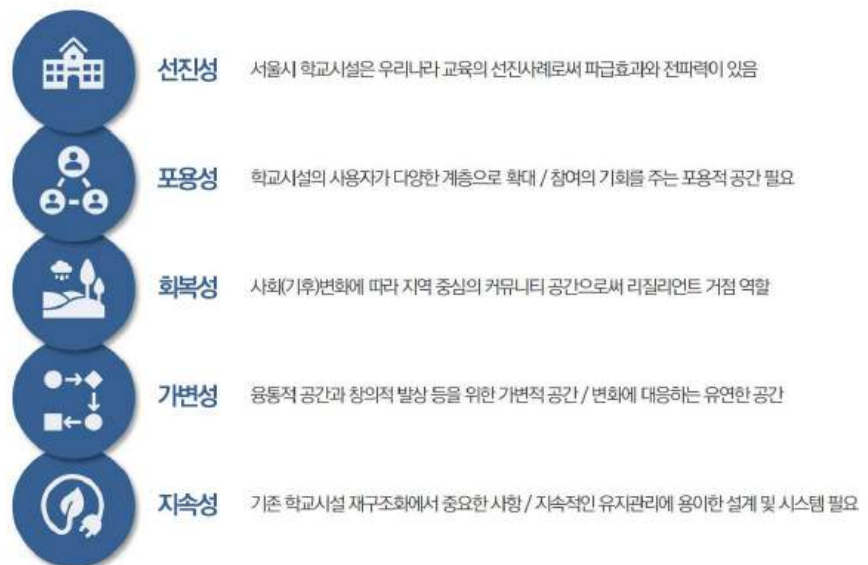 선진성 서울시 학교시설은 우리나라 교육의 선진사례로써 파급효과와 전파력이 있음
포용성 학교시설의 사용자가 다양한 계층으로 확대 / 참여의 기회를 주는 포용적 공간 필요
회복성 사회(기후)변화에 따라 지역 중심의 커뮤니티 공간으로써 리질리언트 거점 역할
가변성 융통적 공간과 창의적 발상 등을 위한 가변적 공간 / 변화에 대응하는 유연한 공간
지속성 기존 학교시설 재구조화에서 중요한 사항 / 지속적인 유지관리에 용이한 설계 및 시스템 필요